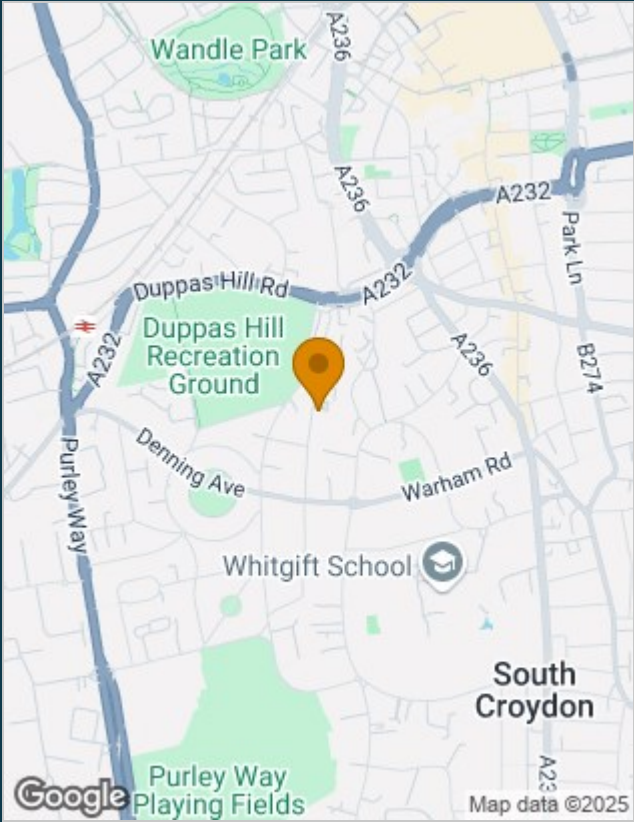 Wandle Park
A236
A236
A232
Park Ln
Duppas Hill Rd
A232
Duppas Hill
Recreation
Ground
A232
A236
B274
Purley Way
Denning Ave
Warham Rd
Whitgift School
South
Croydon
A23
Purley Way
Playing Fields
Google
Map data ©2025